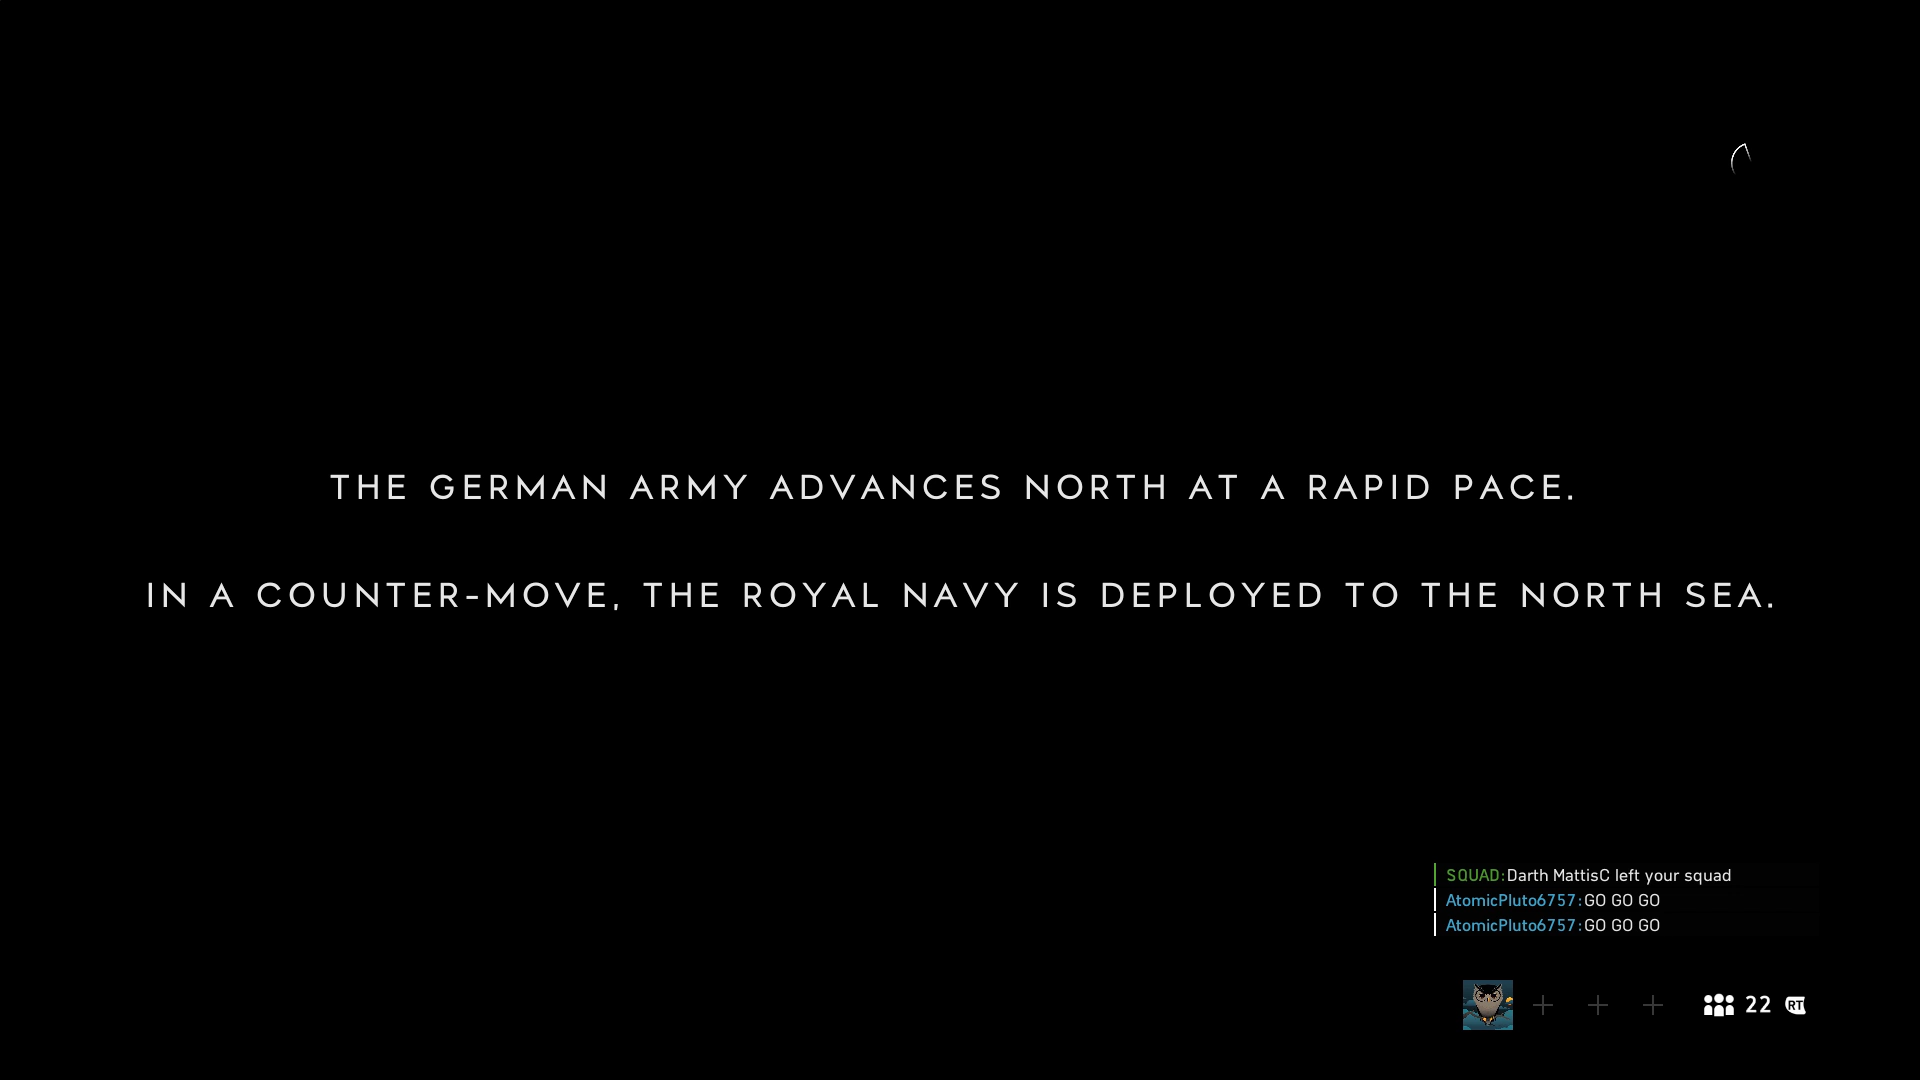 THE GERMAN ARMY ADVANCES NORTH AT A RAPID PACE.
IN A COUNTER-MOVE, THE ROYAL NAVY IS DEPLOYED TO THE NORTH SEA.
SQUAD:Darth MattisC left your squad
AtomicPluto6757:GO GO GO
AtomicPluto6757:GO GO GO
22 RT